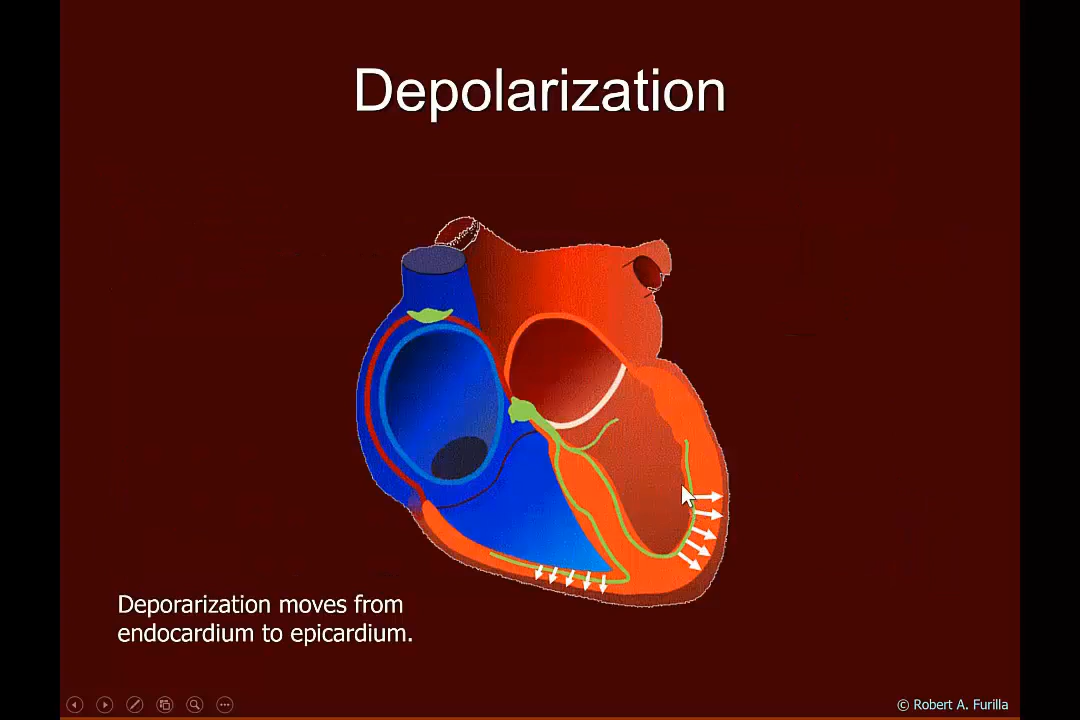 Depolarization
Deporarization moves from
endocardium to epicardium.
© Robert A. Furilla